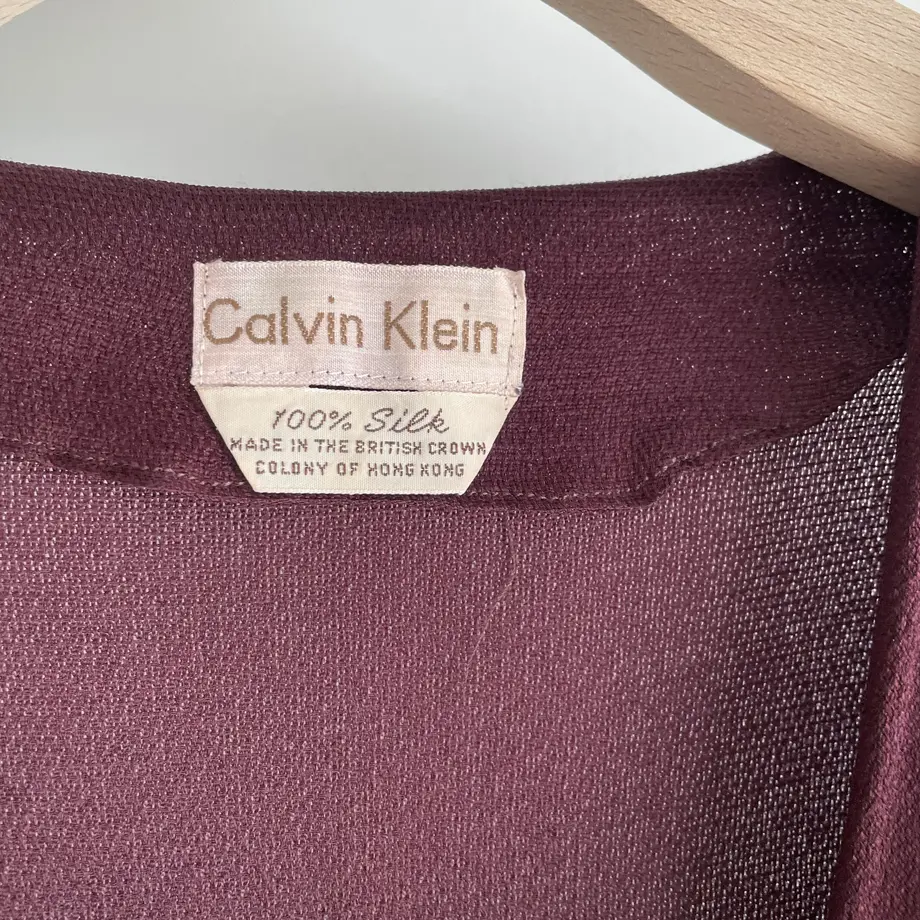 Calvin Klein
100% Silk
MADE IN THE BRITISH CROWN
COLONY OF HONG KONG